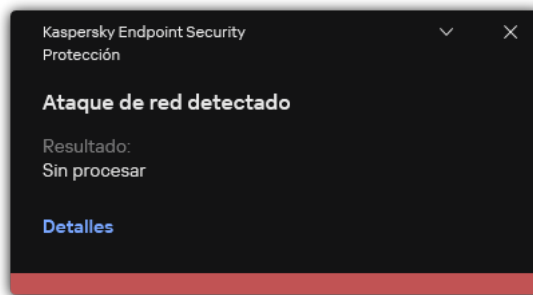 Kaspersky Endpoint Security
Protección
Ataque de red detectado
Resultado:
Sin procesar
Detalles